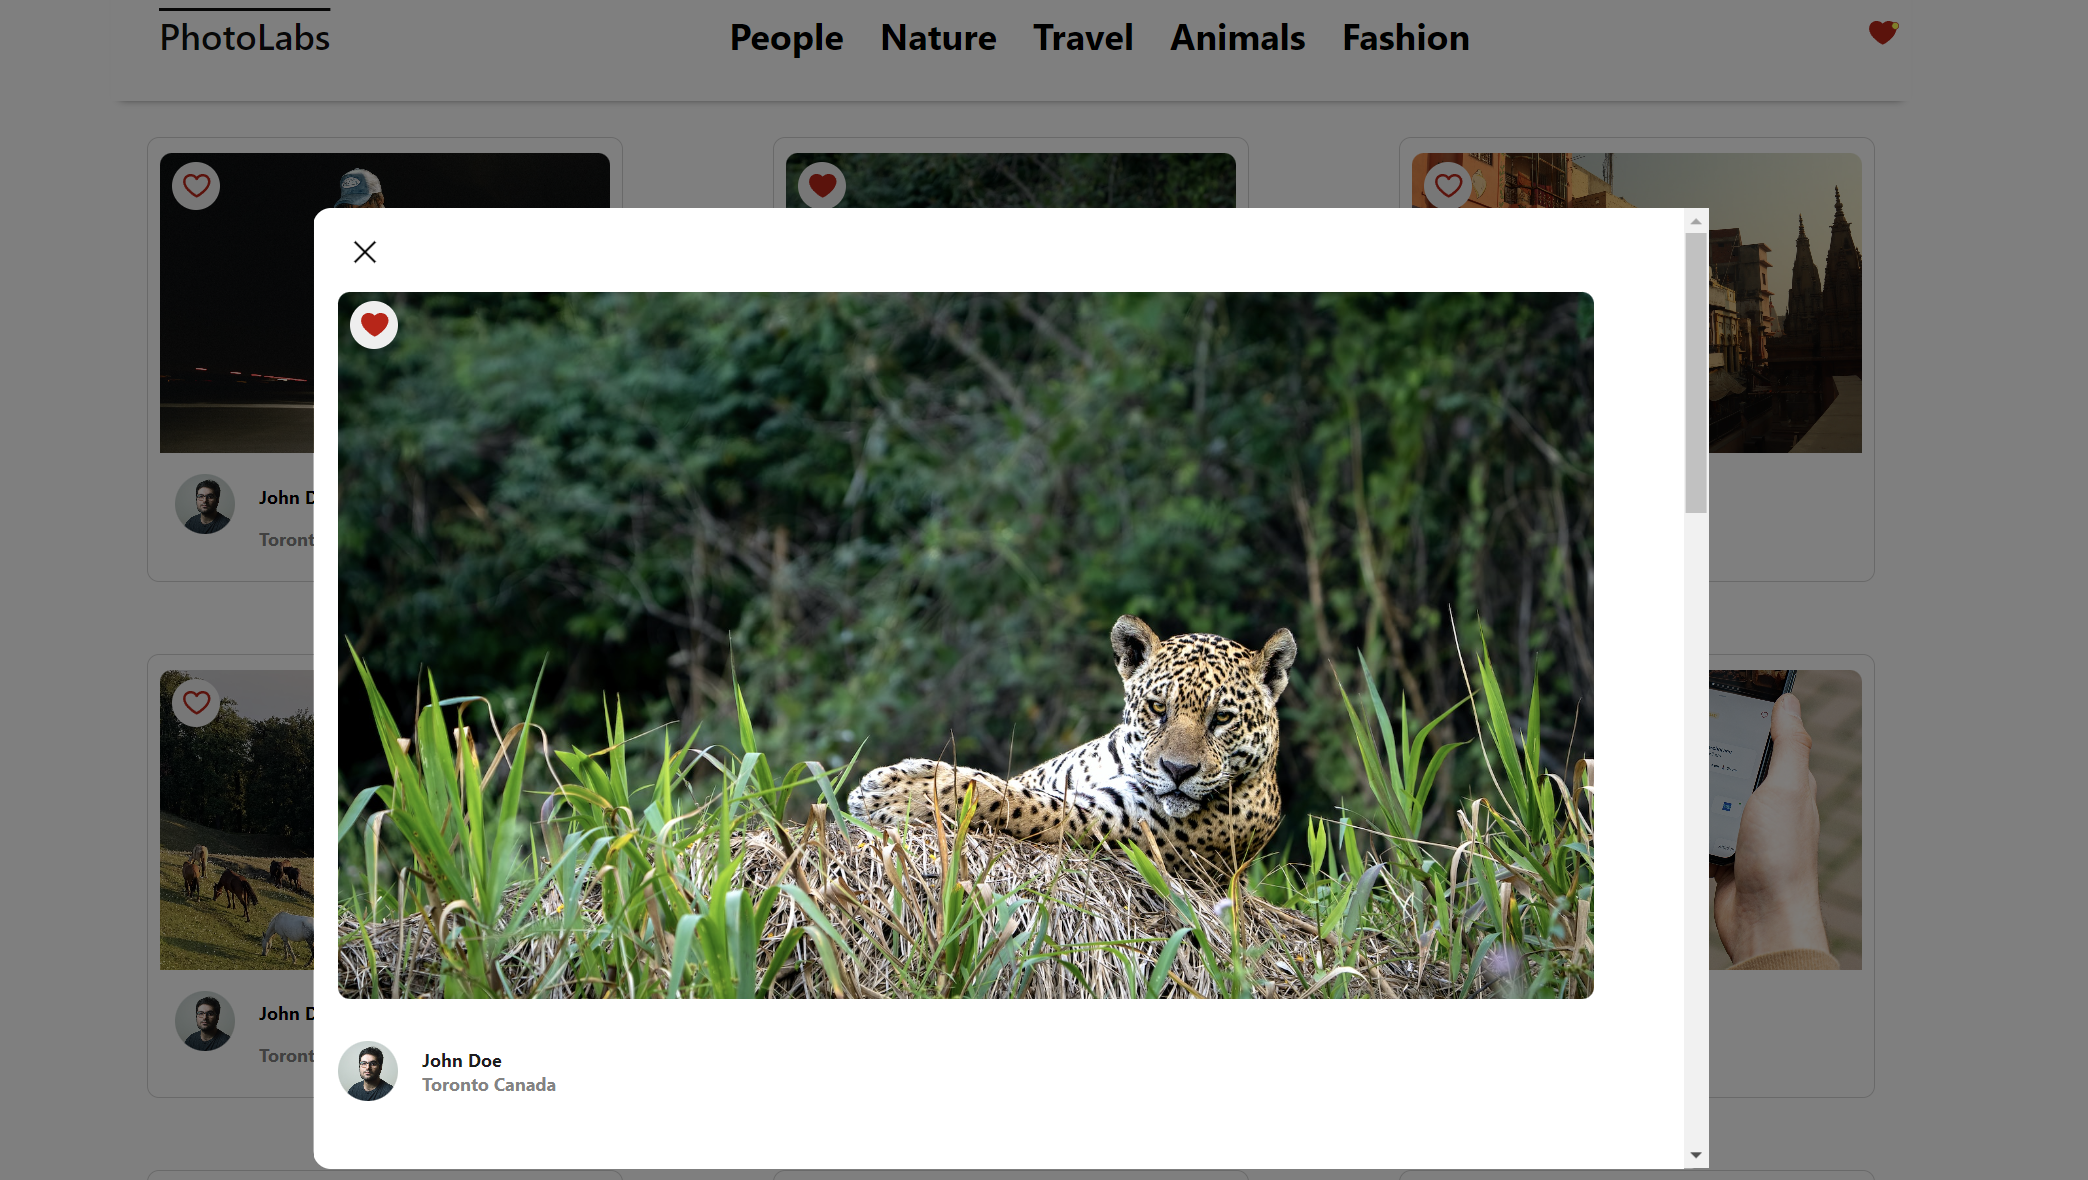 PhotoLabs
People Nature Travel Animals Fashion
John D
Toront
John D
Toront
John Doe
Toronto Canada